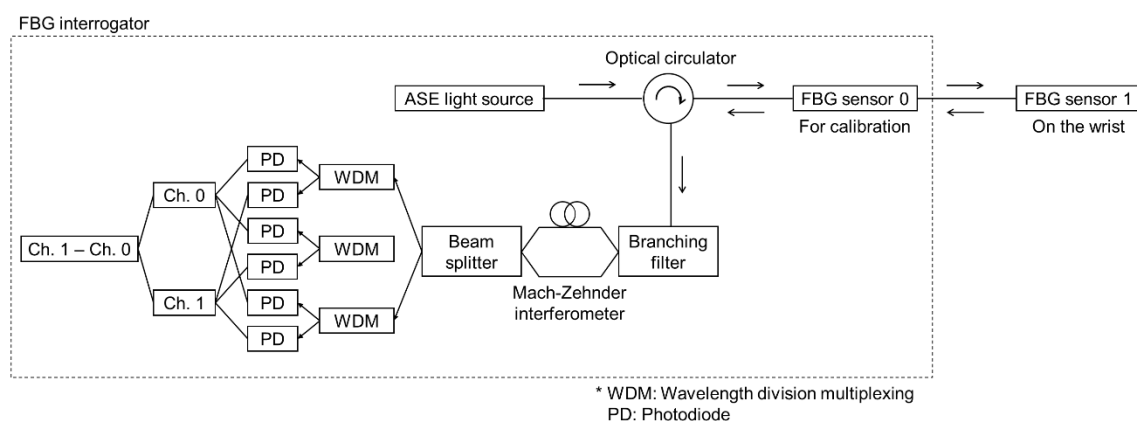 FBG interrogator
Optical circulator
ASE light source
FBG sensor 0
FBG sensor 1
For calibration
On the wrist
PD
WDM
Ch. 0
PD
PD
Ch. 1 – Ch. 0
WDM
Beam
splitter
Branching
filter
PD
Mach-Zehnder
interferometer
Ch. 1
PD
WDM
PD
* WDM: Wavelength division multiplexing
PD: Photodiode